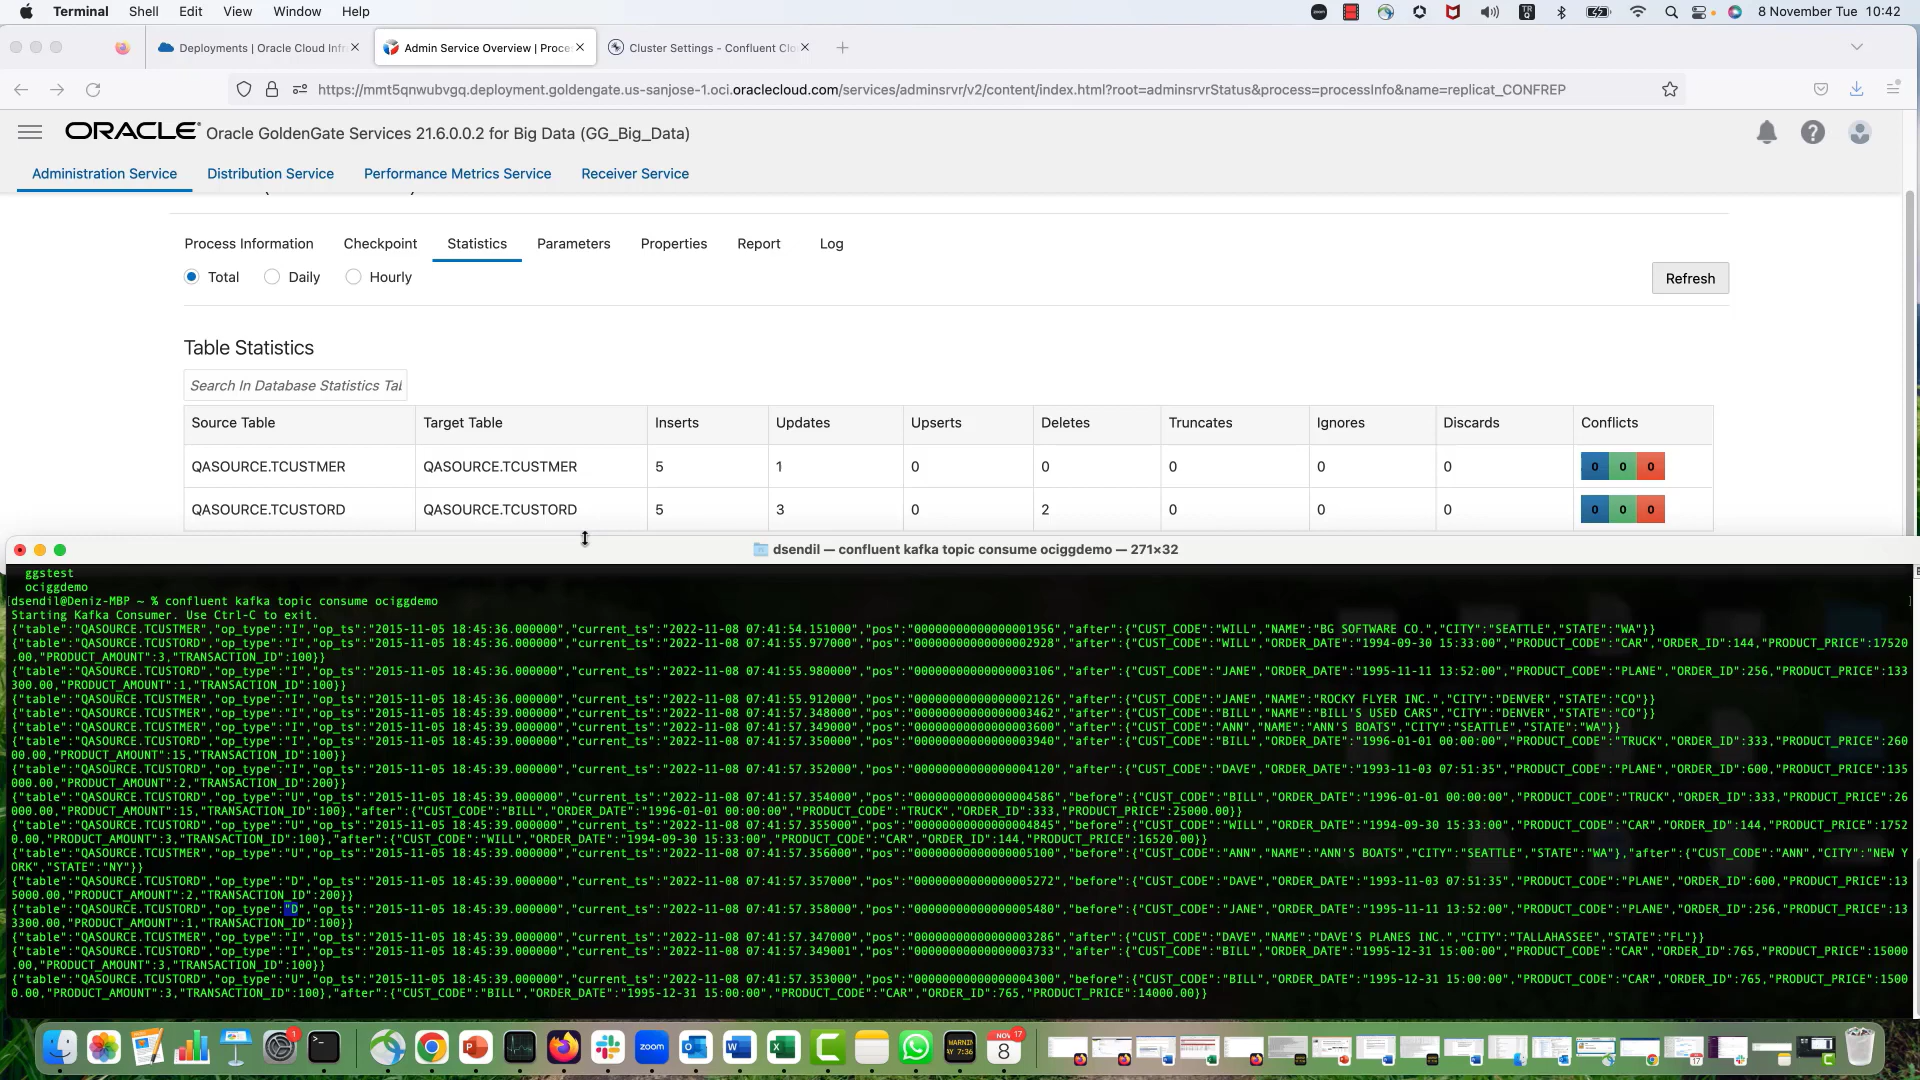 Terminal Shell Edit View Window Help 8 November Tue 10:42
Deployments | Oracle Cloud Infr
Admin Service Overview | Proce
Cluster Settings - Confluent Clo
https://mmt5qnwubvgq.deployment.goldengate.us-sanjose-1.oci.oraclecloud.com/services/adminsrvr/v2/content/index.html?root=adminsrvrStatus&process=processInfo&name=replicat_CONFREP
ORACLE Oracle GoldenGate Services 21.6.0.0.2 for Big Data (GG_Big_Data)
Administration Service Distribution Service Performance Metrics Service Receiver Service
Process Information Checkpoint Statistics Parameters Properties Report Log
Total Daily Hourly
Refresh
Table Statistics
Search In Database Statistics Tal
Source Table Target Table Inserts Updates Upserts Deletes Truncates Ignores Discards Conflicts
QASOURCE.TCUSTMER QASOURCE.TCUSTMER 5 1 0 0 0 0 0 0 0 0
QASOURCE.TCUSTORD QASOURCE.TCUSTORD 5 3 0 2 0 0 0 0 0 0
dsendil — confluent kafka topic consume ociggdemo — 271×32
ggstest
ociggdemo
[dsendil@Deniz-MBP ~ % confluent kafka topic consume ociggdemo ]
Starting Kafka Consumer. Use Ctrl-C to exit.
{"table":"QASOURCE.TCUSTMER","op_type":"I","op_ts":"2015-11-05 18:45:36.000000","current_ts":"2022-11-08 07:41:54.151000","pos":"00000000000000001956","after":{"CUST_CODE":"WILL","NAME":"BG SOFTWARE CO.","CITY":"SEATTLE","STATE":"WA"}}
{"table":"QASOURCE.TCUSTORD","op_type":"I","op_ts":"2015-11-05 18:45:36.000000","current_ts":"2022-11-08 07:41:55.977000","pos":"00000000000000002928","after":{"CUST_CODE":"WILL","ORDER_DATE":"1994-09-30 15:33:00","PRODUCT_CODE":"CAR","ORDER_ID":144,"PRODUCT_PRICE":17520
.00,"PRODUCT_AMOUNT":3,"TRANSACTION_ID":100}}
{"table":"QASOURCE.TCUSTORD","op_type":"I","op_ts":"2015-11-05 18:45:36.000000","current_ts":"2022-11-08 07:41:55.980000","pos":"00000000000000003106","after":{"CUST_CODE":"JANE","ORDER_DATE":"1995-11-11 13:52:00","PRODUCT_CODE":"PLANE","ORDER_ID":256,"PRODUCT_PRICE":133
300.00,"PRODUCT_AMOUNT":1,"TRANSACTION_ID":100}}
{"table":"QASOURCE.TCUSTMER","op_type":"I","op_ts":"2015-11-05 18:45:36.000000","current_ts":"2022-11-08 07:41:55.912000","pos":"00000000000000002126","after":{"CUST_CODE":"JANE","NAME":"ROCKY FLYER INC.","CITY":"DENVER","STATE":"CO"}}
{"table":"QASOURCE.TCUSTMER","op_type":"I","op_ts":"2015-11-05 18:45:39.000000","current_ts":"2022-11-08 07:41:57.348000","pos":"00000000000000003462","after":{"CUST_CODE":"BILL","NAME":"BILL'S USED CARS","CITY":"DENVER","STATE":"CO"}}
{"table":"QASOURCE.TCUSTMER","op_type":"I","op_ts":"2015-11-05 18:45:39.000000","current_ts":"2022-11-08 07:41:57.349000","pos":"00000000000000003600","after":{"CUST_CODE":"ANN","NAME":"ANN'S BOATS","CITY":"SEATTLE","STATE":"WA"}}
{"table":"QASOURCE.TCUSTORD","op_type":"I","op_ts":"2015-11-05 18:45:39.000000","current_ts":"2022-11-08 07:41:57.350000","pos":"00000000000000003940","after":{"CUST_CODE":"BILL","ORDER_DATE":"1996-01-01 00:00:00","PRODUCT_CODE":"TRUCK","ORDER_ID":333,"PRODUCT_PRICE":260
00.00,"PRODUCT_AMOUNT":15,"TRANSACTION_ID":100}}
{"table":"QASOURCE.TCUSTORD","op_type":"I","op_ts":"2015-11-05 18:45:39.000000","current_ts":"2022-11-08 07:41:57.352000","pos":"00000000000000004120","after":{"CUST_CODE":"DAVE","ORDER_DATE":"1993-11-03 07:51:35","PRODUCT_CODE":"PLANE","ORDER_ID":600,"PRODUCT_PRICE":135
000.00,"PRODUCT_AMOUNT":2,"TRANSACTION_ID":200}}
{"table":"QASOURCE.TCUSTORD","op_type":"U","op_ts":"2015-11-05 18:45:39.000000","current_ts":"2022-11-08 07:41:57.354000","pos":"00000000000000004586","before":{"CUST_CODE":"BILL","ORDER_DATE":"1996-01-01 00:00:00","PRODUCT_CODE":"TRUCK","ORDER_ID":333,"PRODUCT_PRICE":26
000.00,"PRODUCT_AMOUNT":15,"TRANSACTION_ID":100},"after":{"CUST_CODE":"BILL","ORDER_DATE":"1996-01-01 00:00:00","PRODUCT_CODE":"TRUCK","ORDER_ID":333,"PRODUCT_PRICE":25000.00}}
{"table":"QASOURCE.TCUSTORD","op_type":"U","op_ts":"2015-11-05 18:45:39.000000","current_ts":"2022-11-08 07:41:57.355000","pos":"00000000000000004845","before":{"CUST_CODE":"WILL","ORDER_DATE":"1994-09-30 15:33:00","PRODUCT_CODE":"CAR","ORDER_ID":144,"PRODUCT_PRICE":1752
0.00,"PRODUCT_AMOUNT":3,"TRANSACTION_ID":100},"after":{"CUST_CODE":"WILL","ORDER_DATE":"1994-09-30 15:33:00","PRODUCT_CODE":"CAR","ORDER_ID":144,"PRODUCT_PRICE":16520.00}}
{"table":"QASOURCE.TCUSTMER","op_type":"U","op_ts":"2015-11-05 18:45:39.000000","current_ts":"2022-11-08 07:41:57.356000","pos":"00000000000000005100","before":{"CUST_CODE":"ANN","NAME":"ANN'S BOATS","CITY":"SEATTLE","STATE":"WA"},"after":{"CUST_CODE":"ANN","CITY":"NEW Y
ORK","STATE":"NY"}}
{"table":"QASOURCE.TCUSTORD","op_type":"D","op_ts":"2015-11-05 18:45:39.000000","current_ts":"2022-11-08 07:41:57.357000","pos":"00000000000000005272","before":{"CUST_CODE":"DAVE","ORDER_DATE":"1993-11-03 07:51:35","PRODUCT_CODE":"PLANE","ORDER_ID":600,"PRODUCT_PRICE":13
5000.00,"PRODUCT_AMOUNT":2,"TRANSACTION_ID":200}}
{"table":"QASOURCE.TCUSTORD","op_type":"D","op_ts":"2015-11-05 18:45:39.000000","current_ts":"2022-11-08 07:41:57.358000","pos":"00000000000000005480","before":{"CUST_CODE":"JANE","ORDER_DATE":"1995-11-11 13:52:00","PRODUCT_CODE":"PLANE","ORDER_ID":256,"PRODUCT_PRICE":13
3300.00,"PRODUCT_AMOUNT":1,"TRANSACTION_ID":100}}
{"table":"QASOURCE.TCUSTMER","op_type":"I","op_ts":"2015-11-05 18:45:39.000000","current_ts":"2022-11-08 07:41:57.347000","pos":"00000000000000003286","after":{"CUST_CODE":"DAVE","NAME":"DAVE'S PLANES INC.","CITY":"TALLAHASSEE","STATE":"FL"}}
{"table":"QASOURCE.TCUSTORD","op_type":"I","op_ts":"2015-11-05 18:45:39.000000","current_ts":"2022-11-08 07:41:57.349001","pos":"00000000000000003733","after":{"CUST_CODE":"BILL","ORDER_DATE":"1995-12-31 15:00:00","PRODUCT_CODE":"CAR","ORDER_ID":765,"PRODUCT_PRICE":15000
.00,"PRODUCT_AMOUNT":3,"TRANSACTION_ID":100}}
{"table":"QASOURCE.TCUSTORD","op_type":"U","op_ts":"2015-11-05 18:45:39.000000","current_ts":"2022-11-08 07:41:57.353000","pos":"00000000000000004300","before":{"CUST_CODE":"BILL","ORDER_DATE":"1995-12-31 15:00:00","PRODUCT_CODE":"CAR","ORDER_ID":765,"PRODUCT_PRICE":1500
0.00,"PRODUCT_AMOUNT":3,"TRANSACTION_ID":100},"after":{"CUST_CODE":"BILL","ORDER_DATE":"1995-12-31 15:00:00","PRODUCT_CODE":"CAR","ORDER_ID":765,"PRODUCT_PRICE":14000.00}}
zoom
NOV 17
8